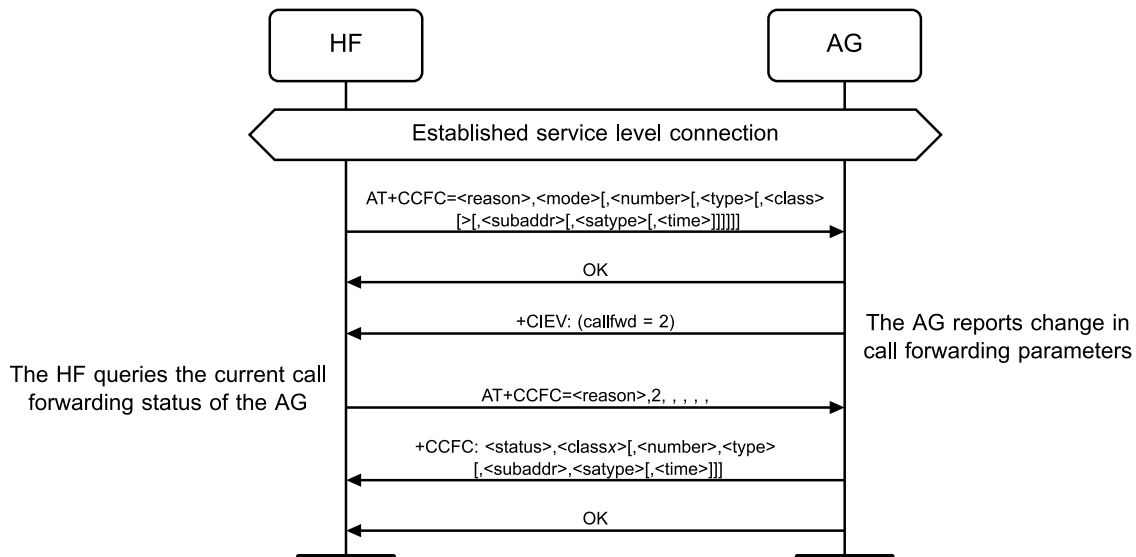 HF
AG
Established service level connection
AT+CCFC=<reason>,<mode>[,<number>[,<type>[,<class>
[>[,<subaddr>[,<satype>[,<time>]]]]]]
OK
+CIEV: (callfwd = 2)
The AG reports change in
call forwarding parameters
The HF queries the current call
forwarding status of the AG
AT+CCFC=<reason>,2, , , , ,
+CCFC: <status>,<classx>[,<number>,<type>
[,<subaddr>,<satype>[,<time>]]]
OK